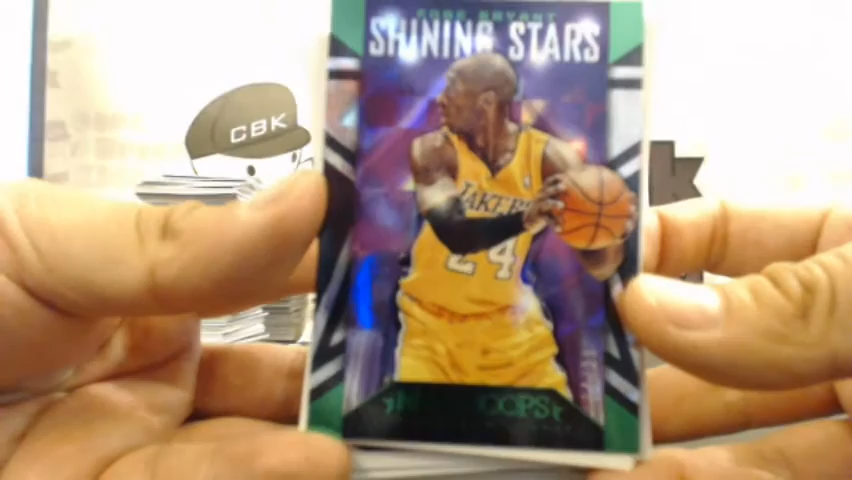 KOBE BRYANT
SHINING STARS
CBK
k
LAKERS
24
HOOPS